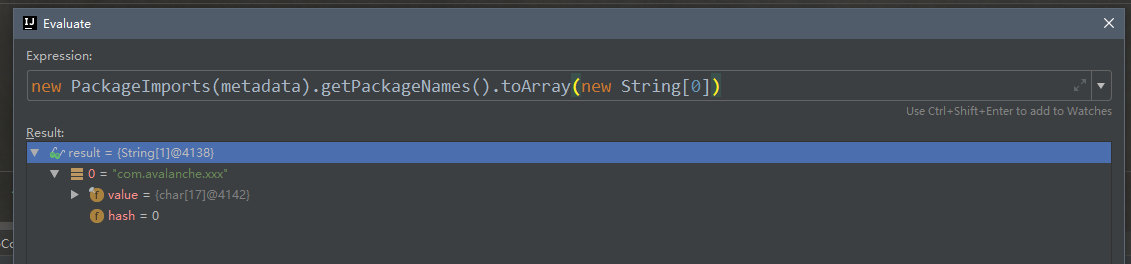 Evaluate
Expression:
new PackageImports(metadata).getPackageNames().toArray(new String[0])
Use Ctrl+Shift+Enter to add to Watches
Result:
result = {String[1]@4138}
0 = "com.avalanche.xxx"
value = {char[17]@4142}
hash = 0